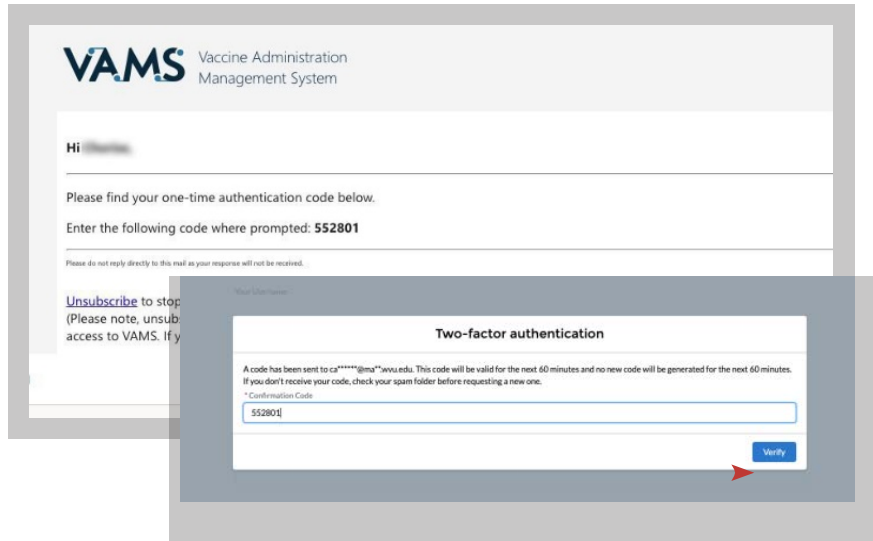 VAMS Vaccine Administration
Management System
Hi
Please find your one-time authentication code below.
Enter the following code where prompted: 552801
Please do not reply directly to this mail as your response will not be received.
Unsubscribe to stop
(Please note, unsub
access to VAMS. If y
Your Username
Two-factor authentication
A code has been sent to ca******@ma**.wvu.edu. This code will be valid for the next 60 minutes and no new code will be generated for the next 60 minutes.
If you don't receive your code, check your spam folder before requesting a new one.
* Confirmation Code
552801
Verify